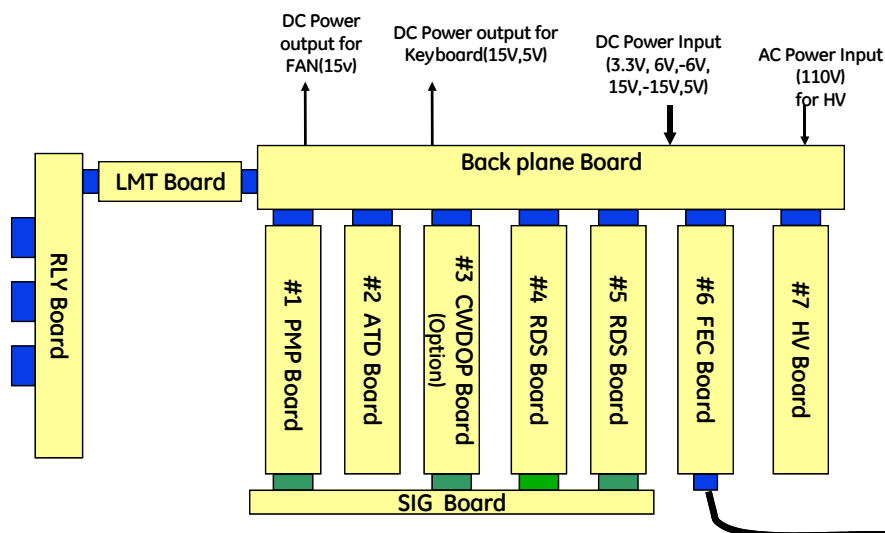 DC Power
output for
FAN(15v)
DC Power output for
Keyboard(15V,5V)
DC Power Input
(3.3V, 6V,-6V,
15V,-15V,5V)
AC Power Input
(110V)
for HV
Back plane Board
LMT Board
RLY Board
#1 PMP Board
#2 ATD Board
#3 CWDOP Board
(Option)
#4 RDS Board
#5 RDS Board
#6 FEC Board
#7 HV Board
SIG Board